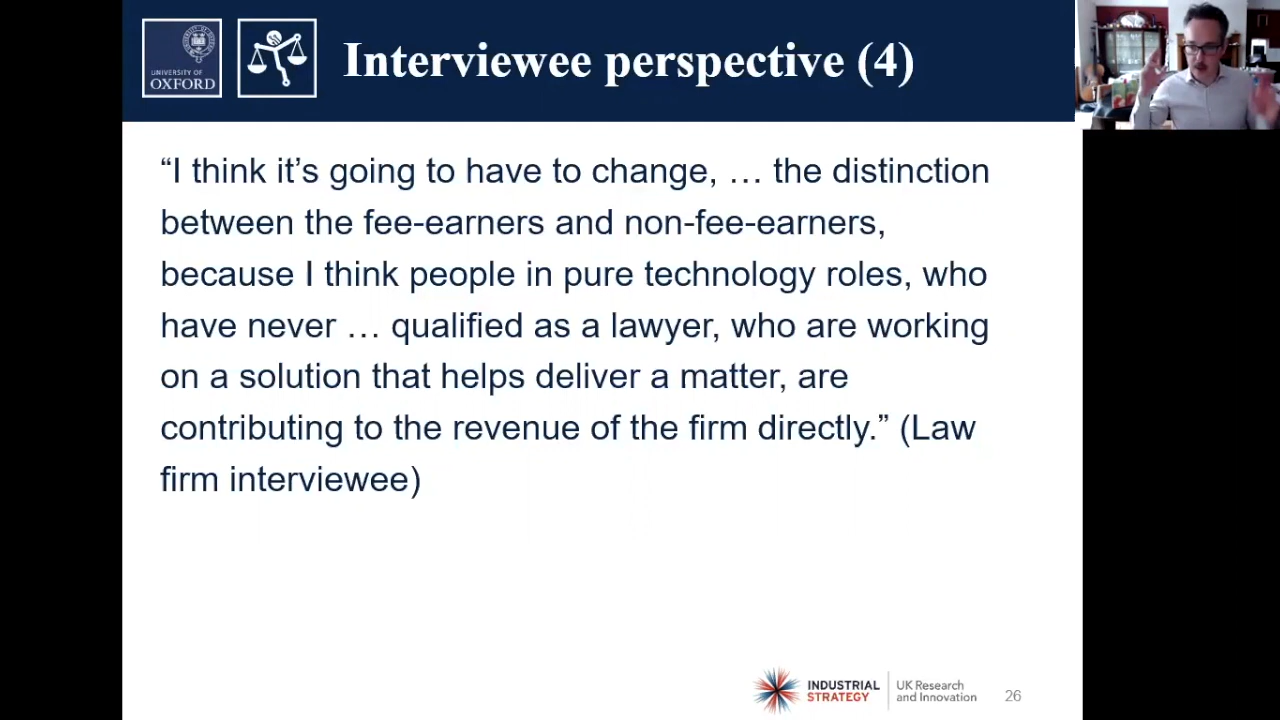 UNIVERSITY OF
OXFORD
Interviewee perspective (4)
“I think it’s going to have to change, … the distinction
between the fee-earners and non-fee-earners,
because I think people in pure technology roles, who
have never … qualified as a lawyer, who are working
on a solution that helps deliver a matter, are
contributing to the revenue of the firm directly.” (Law
firm interviewee)
INDUSTRIAL
STRATEGY
UK Research
and Innovation
26